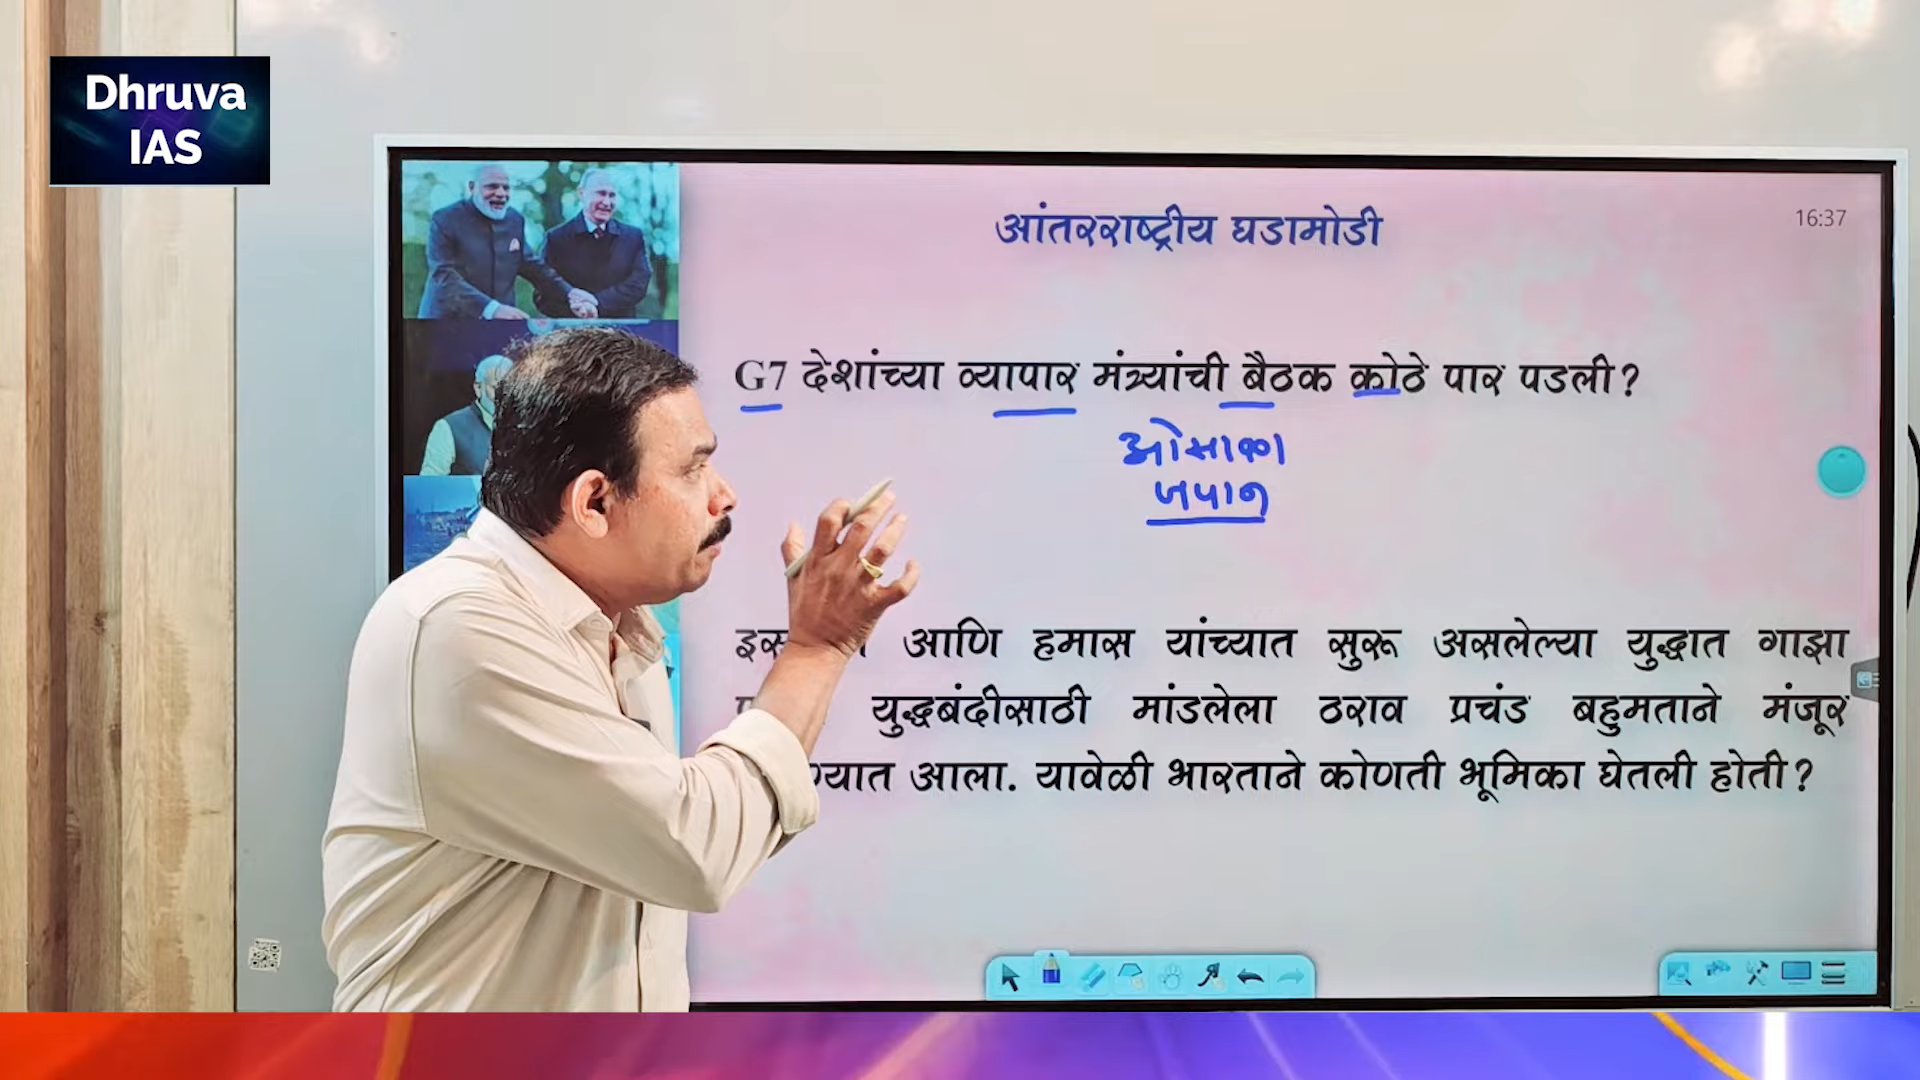 Dhruva
IAS
आंतरराष्ट्रीय घडामोडी
16:37
G7 देशांच्या व्यापार मंत्र्यांची बैठक कोठे पार पडली?
ओसाका
जपान
आणि हमास यांच्यात सुरू असलेल्या युद्धात गाझा
युद्धबंदीसाठी मांडलेला ठराव प्रचंड बहुमताने मंजूर
आला. यावेळी भारताने कोणती भूमिका घेतली होती?